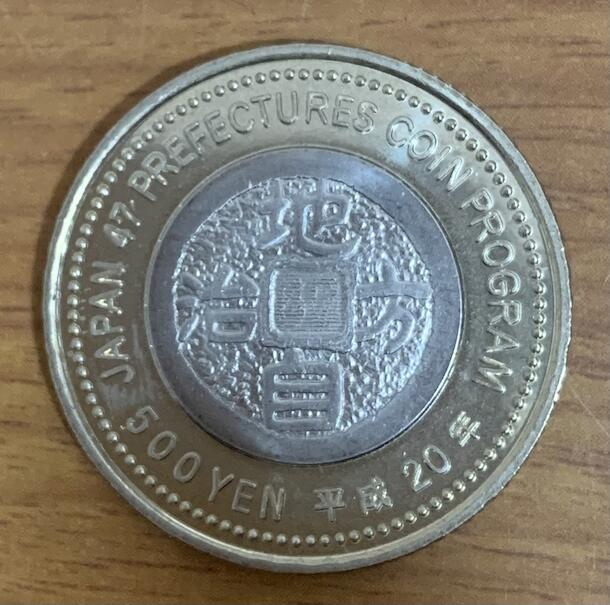 JAPAN 47 PREFECTURES COIN PROGRAM
500 YEN 平成 20 年
地方自治